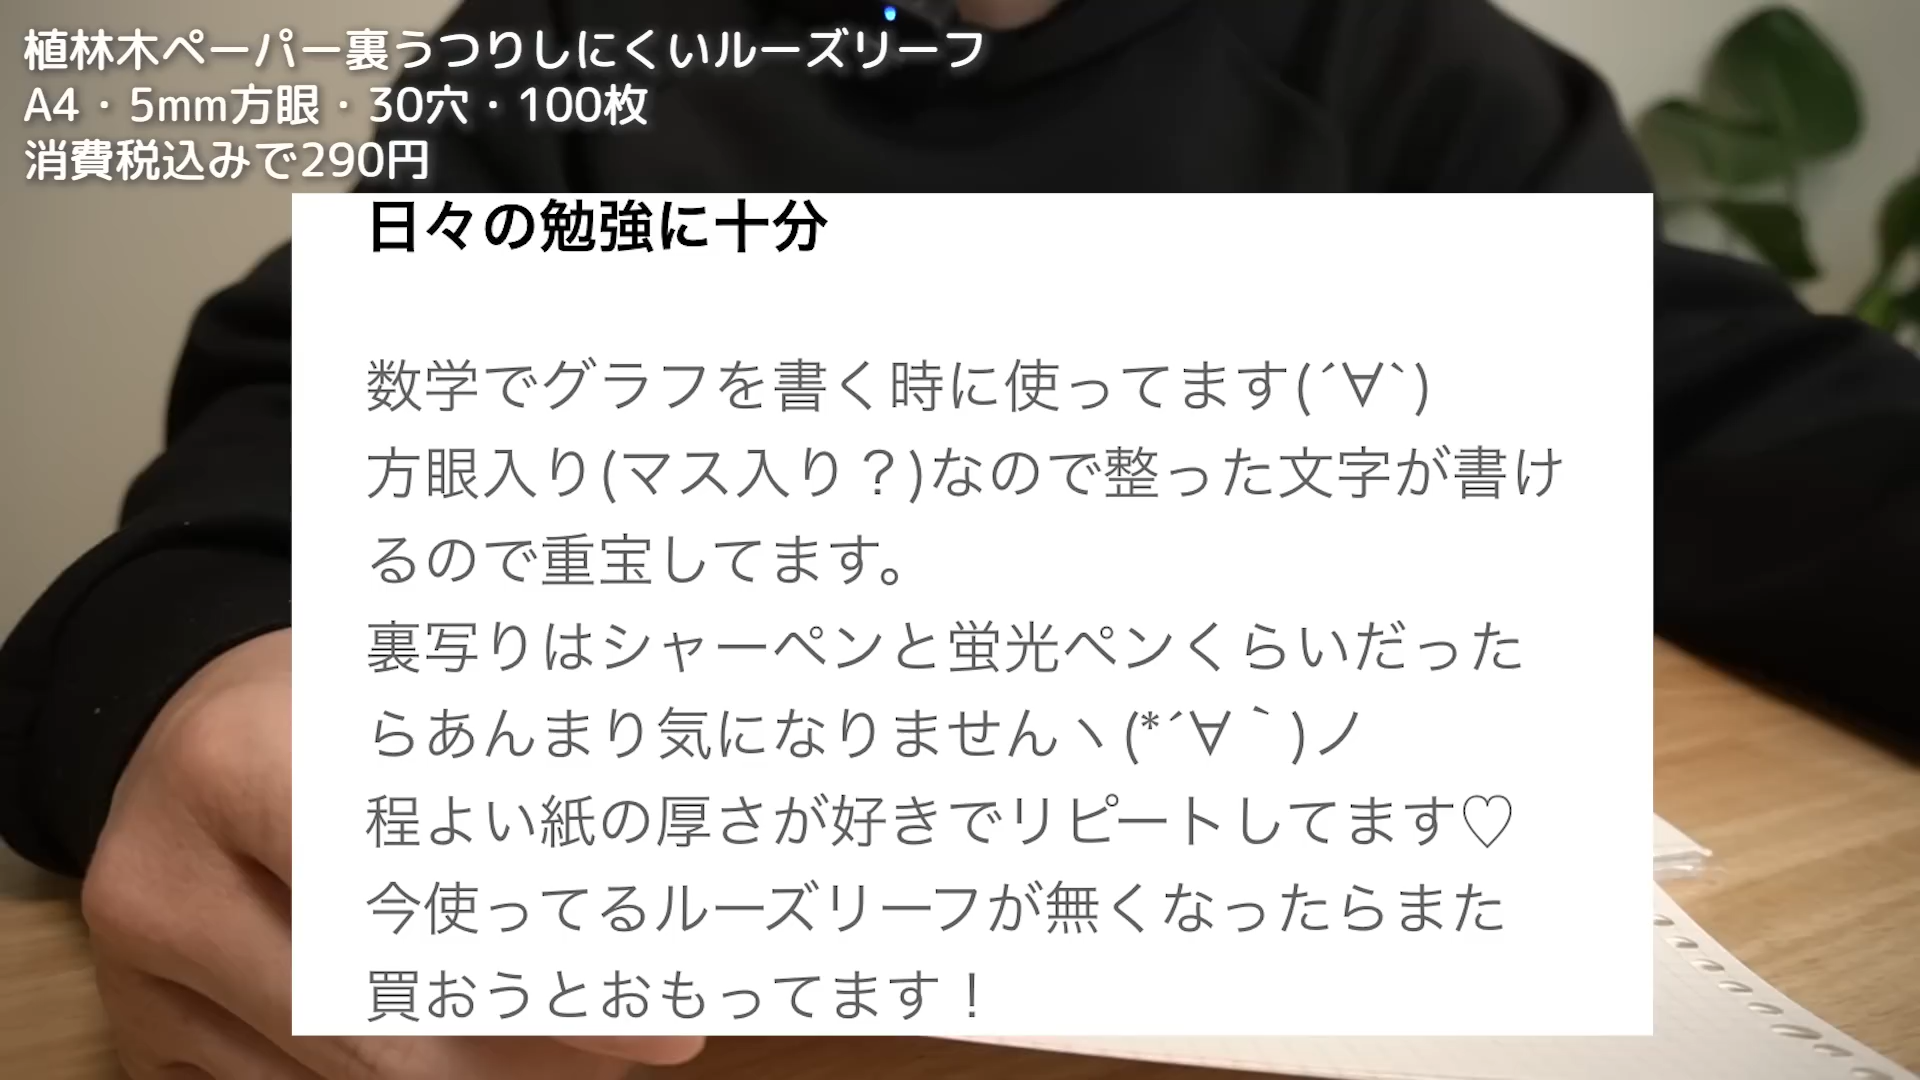 植林木ペーパー裏うつりしにくいルーズリーフ
A4・5mm方眼・30穴・100枚
消費税込みで290円
日々の勉強に十分
数学でグラフを書く時に使ってます(´∀`)
方眼入り(マス入り？)なので整った文字が書け
るので重宝してます。
裏写りはシャーペンと蛍光ペンくらいだった
らあんまり気になりませんヽ(*´∀｀)ノ
程よい紙の厚さが好きでリピートしてます♡
今使ってるルーズリーフが無くなったらまた
買おうとおもってます！